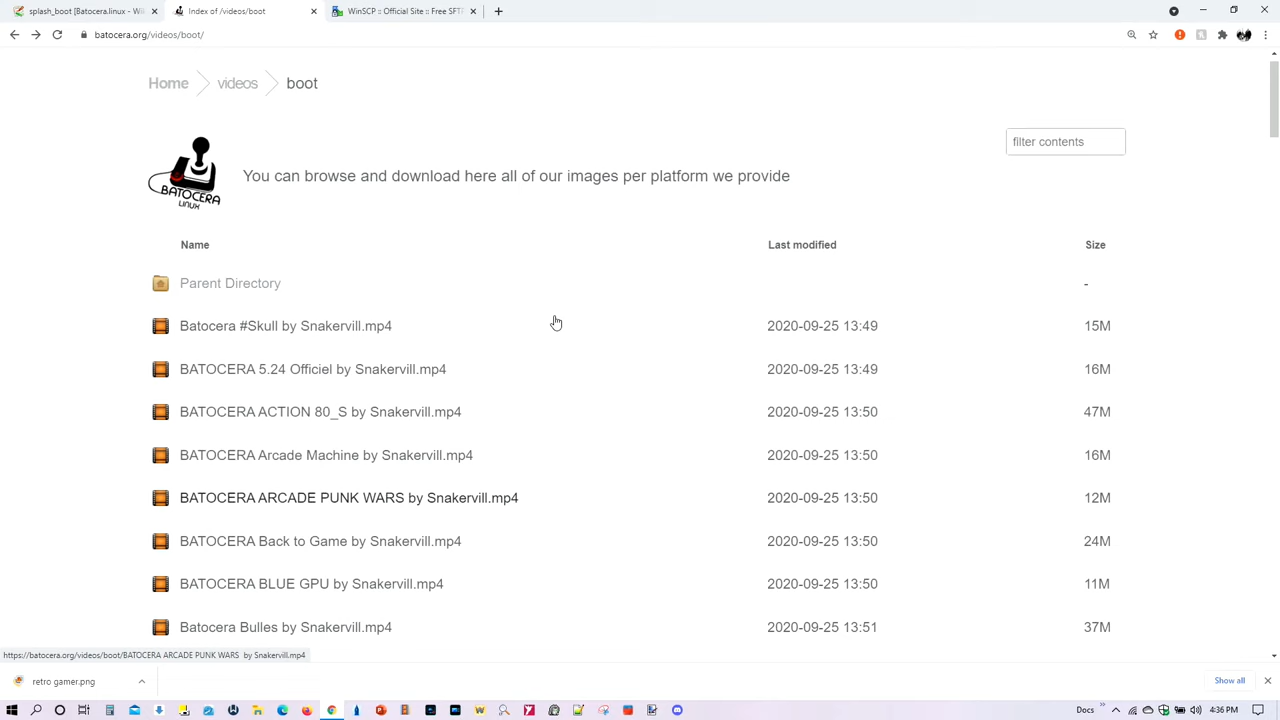 splash_boot [Batocera.linux - Wi
Index of /videos/boot
WinSCP :: Official Site :: Free SFT
batocera.org/videos/boot/
Home
videos
boot
filter contents
BATOCERA
LINUX
You can browse and download here all of our images per platform we provide
Name Last modified Size
Parent Directory -
Batocera #Skull by Snakervill.mp4 2020-09-25 13:49 15M
BATOCERA 5.24 Officiel by Snakervill.mp4 2020-09-25 13:49 16M
BATOCERA ACTION 80_S by Snakervill.mp4 2020-09-25 13:50 47M
BATOCERA Arcade Machine by Snakervill.mp4 2020-09-25 13:50 16M
BATOCERA ARCADE PUNK WARS by Snakervill.mp4 2020-09-25 13:50 12M
BATOCERA Back to Game by Snakervill.mp4 2020-09-25 13:50 24M
BATOCERA BLUE GPU by Snakervill.mp4 2020-09-25 13:50 11M
Batocera Bulles by Snakervill.mp4 2020-09-25 13:51 37M
https://batocera.org/videos/boot/BATOCERA ARCADE PUNK WARS by Snakervill.mp4
retro gamer.png
Show all
Docs
4:36 PM